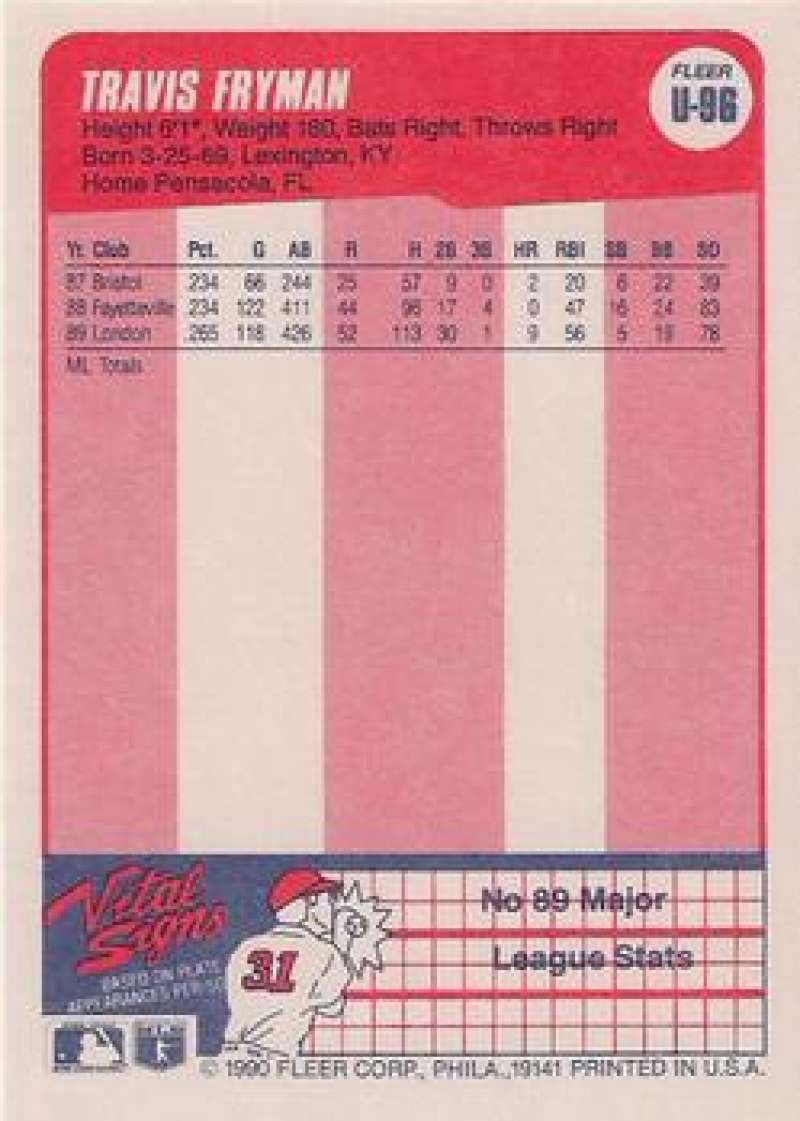 TRAVIS FRYMAN
FLEER
U-96
Height 6'1", Weight 180, Bats Right, Throws Right
Born 3-25-69, Lexington, KY
Home Pensacola, FL
Yr. Club Pct. G AB R H 2B 3B HR RBI SB BB SO
87 Bristol .234 66 244 25 57 9 0 2 20 6 22 39
88 Fayetteville .234 122 411 44 96 17 4 0 47 16 24 83
89 London .265 118 426 52 113 30 1 9 56 5 19 78
ML Totals
Vital
Signs
BASED ON PLATE
APPEARANCES PER
31
No 89 Major
League Stats
© 1990 FLEER CORP., PHILA., 19141 PRINTED IN U.S.A.